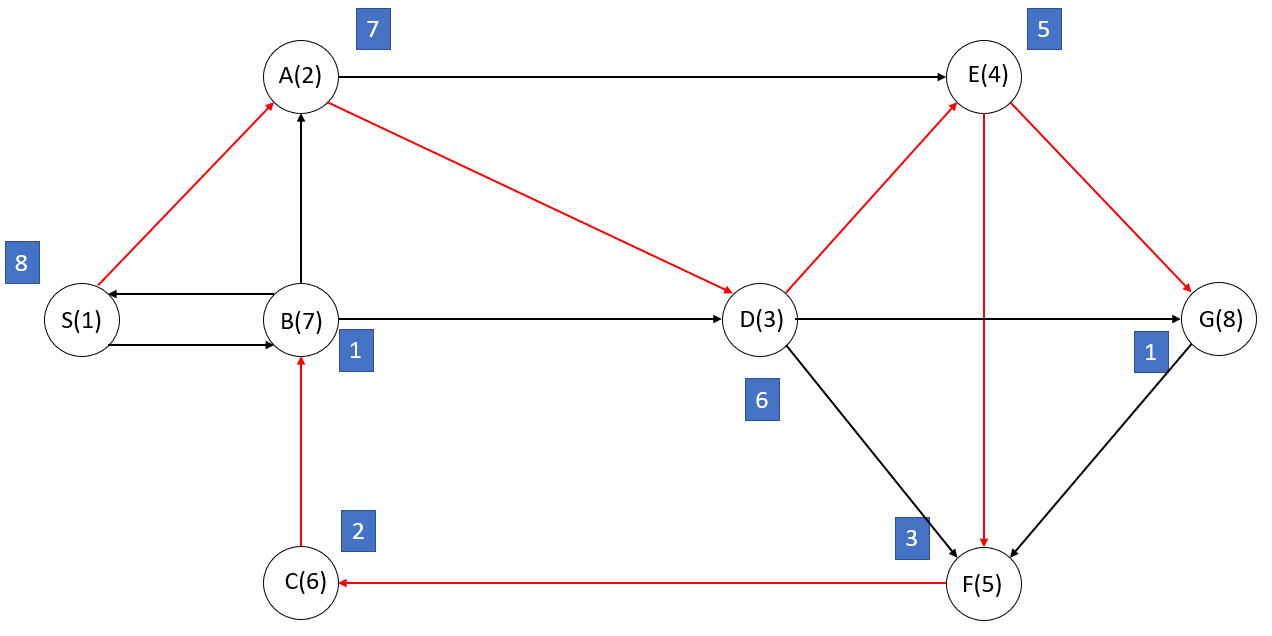 7
5
A(2)
E(4)
8
S(1)
B(7)
D(3)
G(8)
1
1
6
2
3
C(6)
F(5)